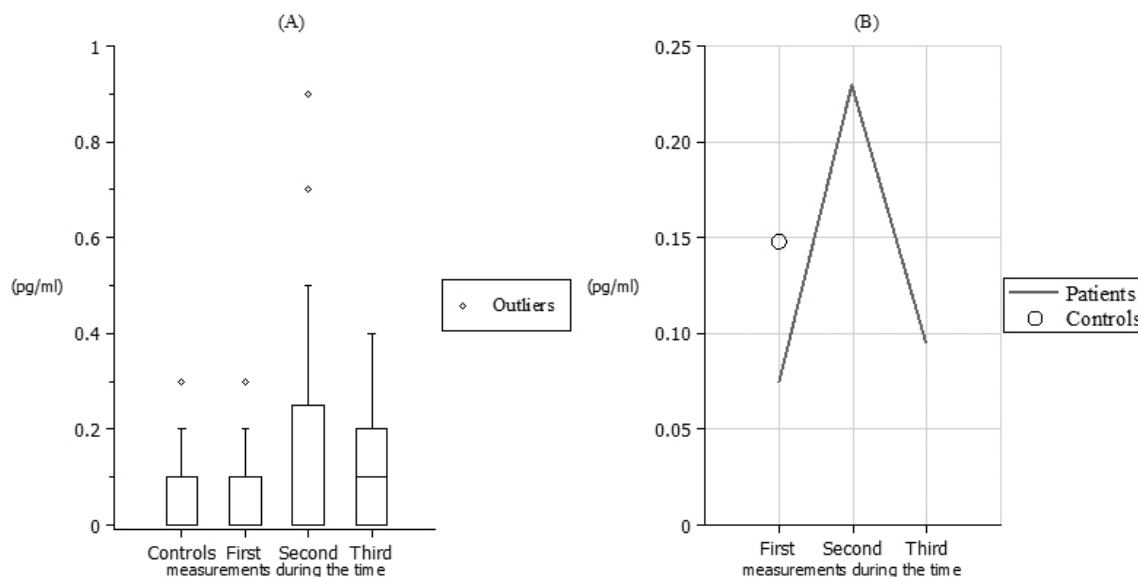 (A)
1
0.8
0.6
(pg/ml)
0.4
0.2
0
Controls First Second Third
measurements during the time
Outliers
(B)
0.25
0.20
0.15
(pg/ml)
0.10
0.05
0
First Second Third
measurements during the time
Patients
Controls